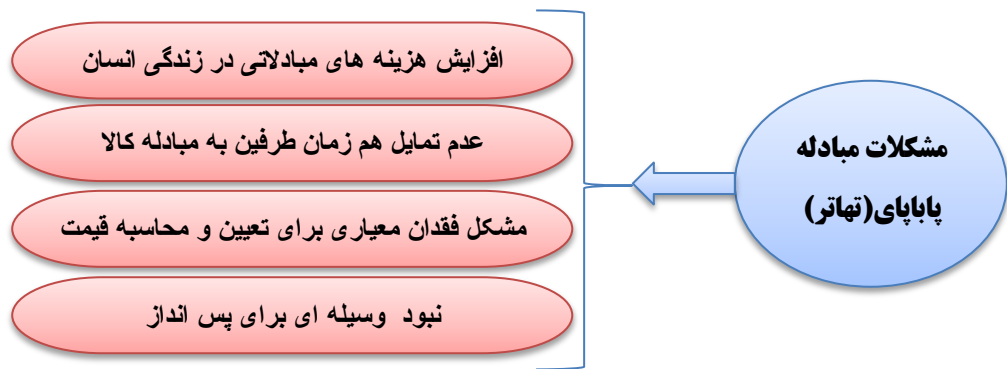 مشکلات مبادله
پاپاپای(تهاتر)
افزایش هزینه های مبادلاتی در زندگی انسان
عدم تمایل هم زمان طرفین به مبادله کالا
مشکل فقدان معیاری برای تعیین و محاسبه قیمت
نبود وسیله ای برای پس انداز